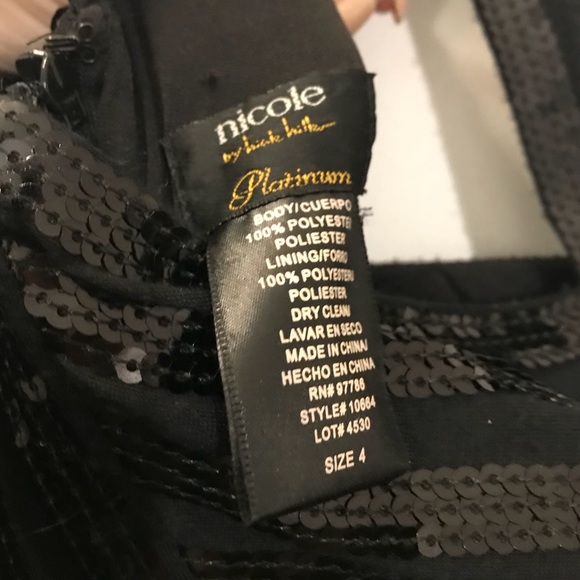 nicole
by nicole miller
Platinum
BODY/CUERPO
100% POLYESTER
POLIESTER
LINING/FORRO
100% POLYESTER/
POLIESTER
DRY CLEAN/
LAVAR EN SECO
MADE IN CHINA/
HECHO EN CHINA
RN# 97786
STYLE# 10664
LOT# 4530
SIZE 4